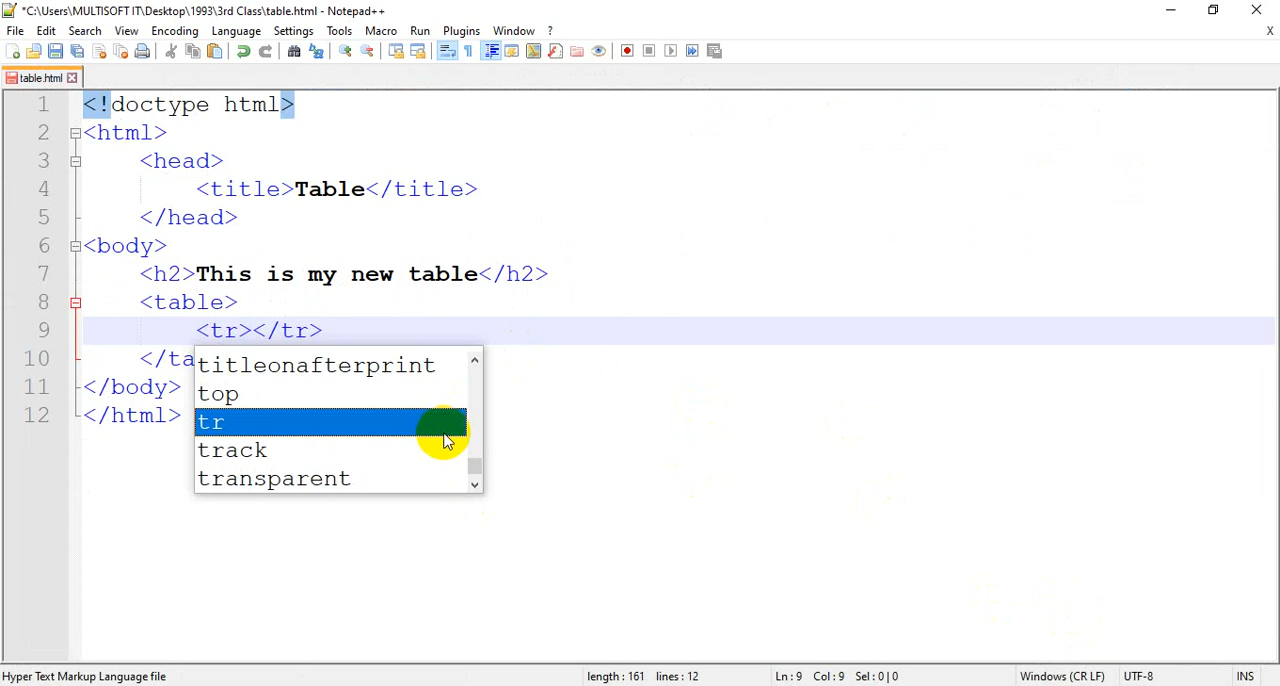 *C:\Users\MULTISOFT IT\Desktop\1993\3rd Class\table.html - Notepad++
File Edit Search View Encoding Language Settings Tools Macro Run Plugins Window ? X
table.html
1 <!doctype html>
2 <html>
3 <head>
4 <title>Table</title>
5 </head>
6 <body>
7 <h2>This is my new table</h2>
8 <table>
9 <tr></tr>
10 </ta
11 </body>
12 </html>
titleonafterprint
top
tr
track
transparent
Hyper Text Markup Language file length : 161 lines : 12 Ln : 9 Col : 9 Sel : 0 | 0 Windows (CR LF) UTF-8 INS